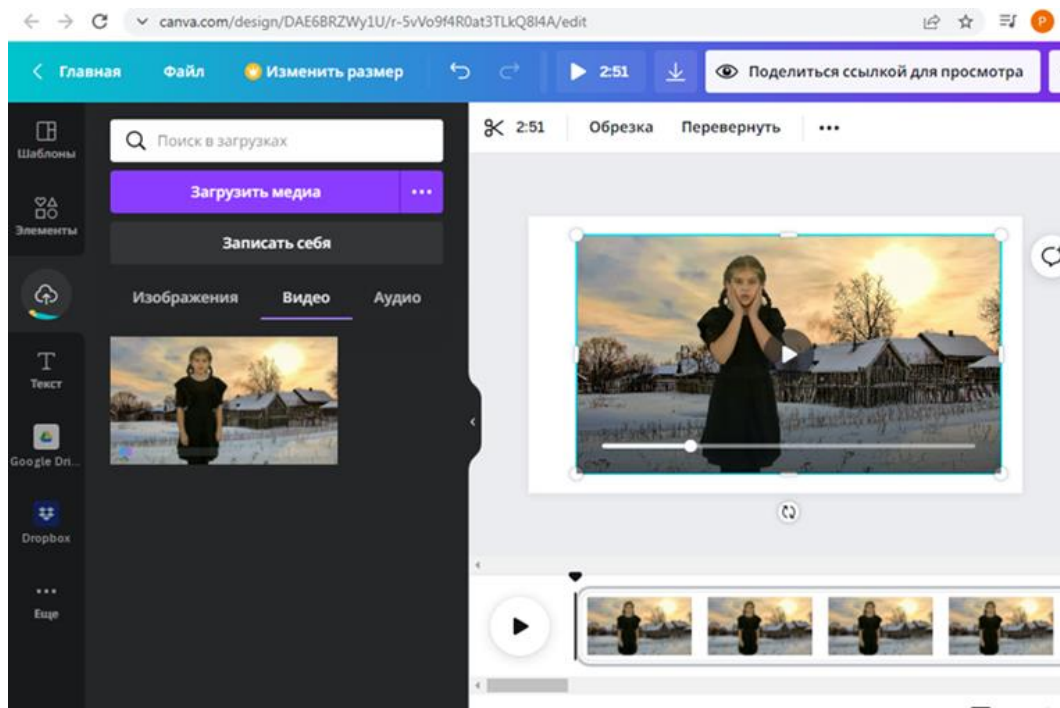 canva.com/design/DAE6BRZWy1U/r-5vVo9f4R0at3TLkQ8I4A/edit
P
Главная Файл Изменить размер 2:51 Поделиться ссылкой для просмотра
Шаблоны
Элементы
Текст
Google Dri...
Dropbox
Еще
Поиск в загрузках
Загрузить медиа
Записать себя
Изображения Видео Аудио
2:51 Обрезка Перевернуть